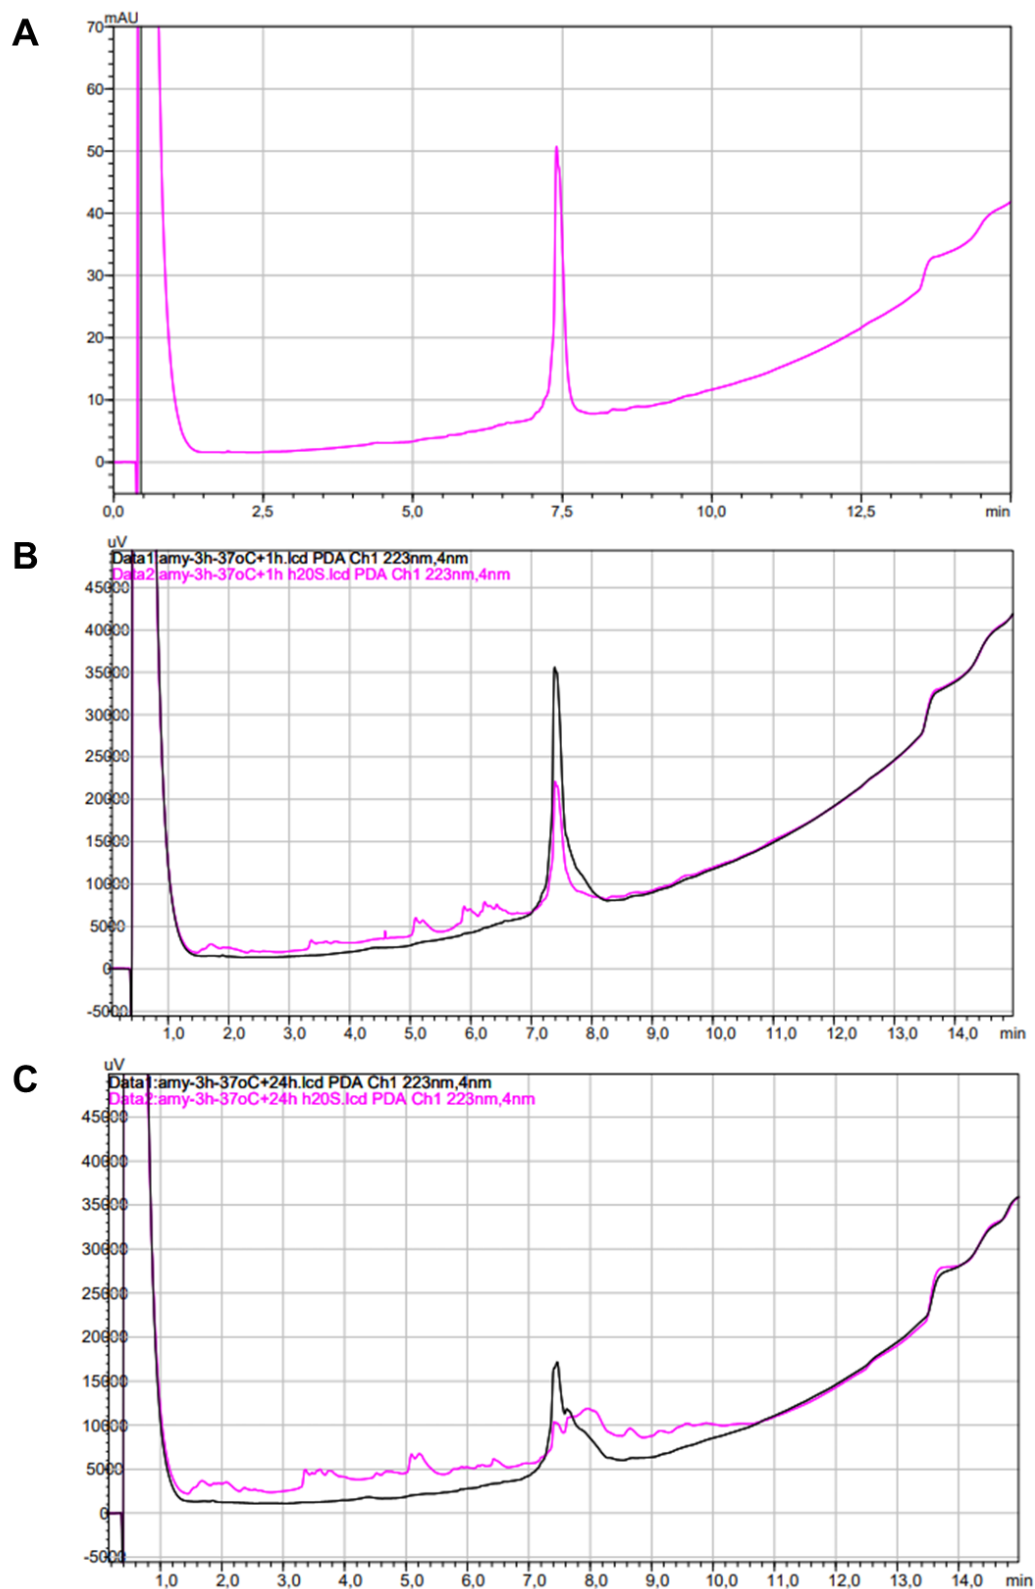 A
mAU
70
60
50
40
30
20
10
0
0,0 2,5 5,0 7,5 10,0 12,5 min
B
uV
Data1:amy-3h-37oC+1h.lcd PDA Ch1 223nm,4nm
Data2:amy-3h-37oC+1h h20S.lcd PDA Ch1 223nm,4nm
45000
40000
35000
30000
25000
20000
15000
10000
5000
0
-5000
1,0 2,0 3,0 4,0 5,0 6,0 7,0 8,0 9,0 10,0 11,0 12,0 13,0 14,0 min
C
uV
Data1:amy-3h-37oC+24h.lcd PDA Ch1 223nm,4nm
Data2:amy-3h-37oC+24h h20S.lcd PDA Ch1 223nm,4nm
45000
40000
35000
30000
25000
20000
15000
10000
5000
0
-5000
1,0 2,0 3,0 4,0 5,0 6,0 7,0 8,0 9,0 10,0 11,0 12,0 13,0 14,0 min